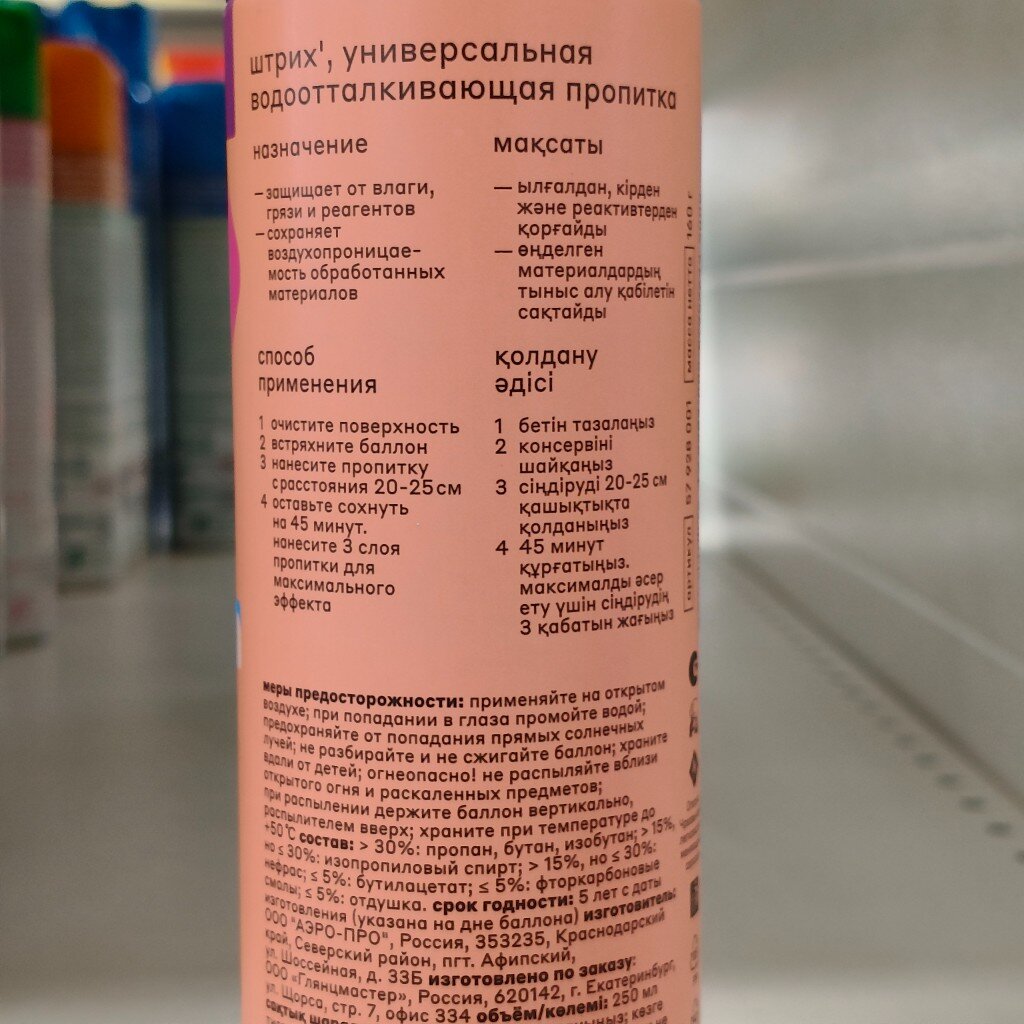 штрих', универсальная
водоотталкивающая пропитка
назначение
– защищает от влаги,
грязи и реагентов
– сохраняет
воздухопроницае-
мость обработанных
материалов
способ
применения
1 очистите поверхность
2 встряхните баллон
3 нанесите пропитку
с расстояния 20-25 см
4 оставьте сохнуть
на 45 минут.
нанесите 3 слоя
пропитки для
максимального
эффекта
мақсаты
— ылғалдан, кірден
және реактивтерден
қорғайды
— өңделген
материалдардың
тыныс алу қабілетін
сақтайды
қолдану
әдісі
1 бетін тазалаңыз
2 консервіні
шайқаңыз
3 сіңдіруді 20-25 см
қашықтықта
қолданыңыз
4 45 минут
құрғатыңыз.
максималды әсер
ету үшін сіңдірудің
3 қабатын жағыңыз
меры предосторожности: применяйте на открытом
воздухе; при попадании в глаза промойте водой;
предохраняйте от попадания прямых солнечных
лучей; не разбирайте и не сжигайте баллон; храните
вдали от детей; огнеопасно! не распыляйте вблизи
открытого огня и раскаленных предметов;
при распылении держите баллон вертикально,
распылителем вверх; храните при температуре до
+50°C состав: > 30%: пропан, бутан, изобутан; > 15%,
но ≤ 30%: изопропиловый спирт; > 15%, но ≤ 30%:
нефрас; ≤ 5%: бутилацетат; ≤ 5%: фторкарбоновые
смолы; ≤ 5%: отдушка. срок годности: 5 лет с даты
изготовления (указана на дне баллона) изготовитель:
ООО "АЭРО-ПРО", Россия, 353235, Краснодарский
край, Северский район, пгт. Афипский,
ул. Шоссейная, д. 33Б изготовлено по заказу:
ООО «Глянцмастер», Россия, 620142, г. Екатеринбург,
ул. Щорса, стр. 7, офис 334 объём/көлемі: 250 мл
сақтық
көзге
артикул 57 928 001 масса нетто 160 г